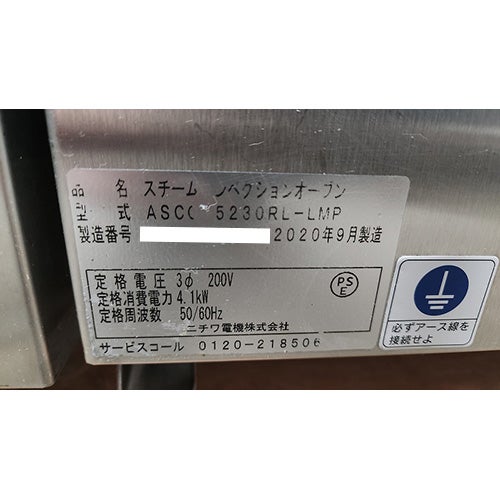 品 名 スチーム ンベクションオーブン
型 式 ASC 5230RL-LMP
製造番号 2020年9月製造
定格電圧 3φ 200V
定格消費電力 4.1kW
定格周波数 50/60Hz
PS
E
ニチワ電機株式会社
サービスコール 0120-218506
必ずアース線を
接続せよ